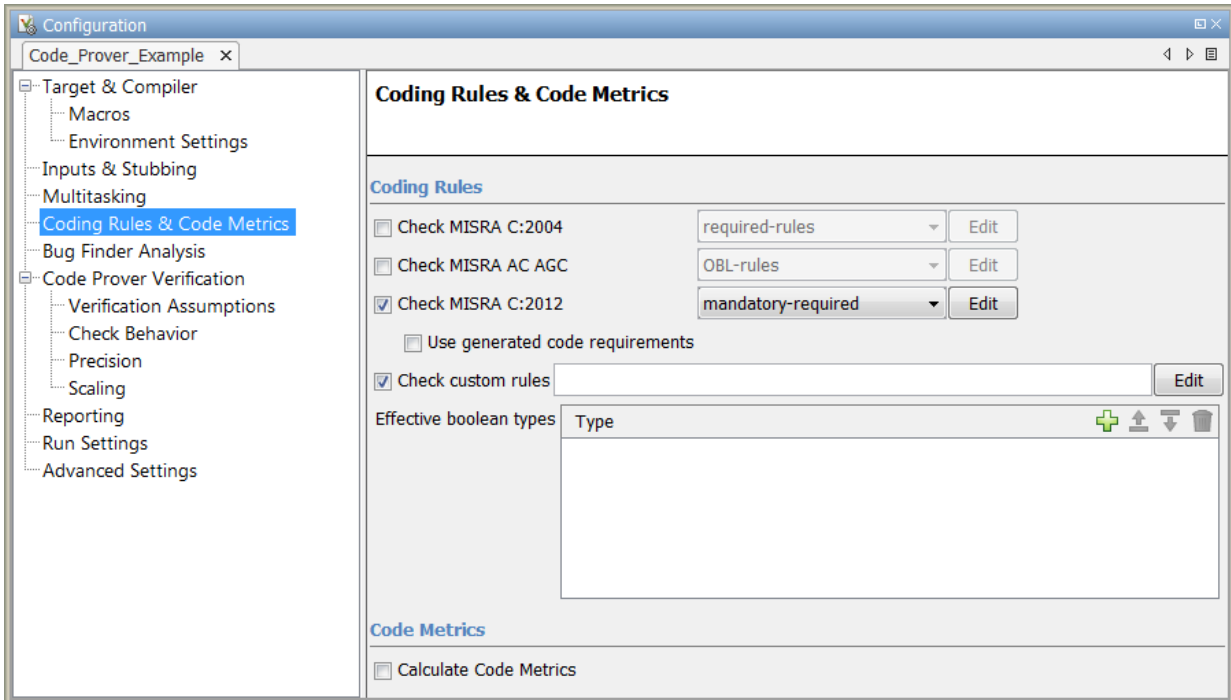 Configuration
Code_Prover_Example
Target & Compiler
Macros
Environment Settings
Inputs & Stubbing
Multitasking
Coding Rules & Code Metrics
Bug Finder Analysis
Code Prover Verification
Verification Assumptions
Check Behavior
Precision
Scaling
Reporting
Run Settings
Advanced Settings
Coding Rules & Code Metrics
Coding Rules
Check MISRA C:2004 required-rules Edit
Check MISRA AC AGC OBL-rules Edit
Check MISRA C:2012 mandatory-required Edit
Use generated code requirements
Check custom rules Edit
Effective boolean types Type
Code Metrics
Calculate Code Metrics